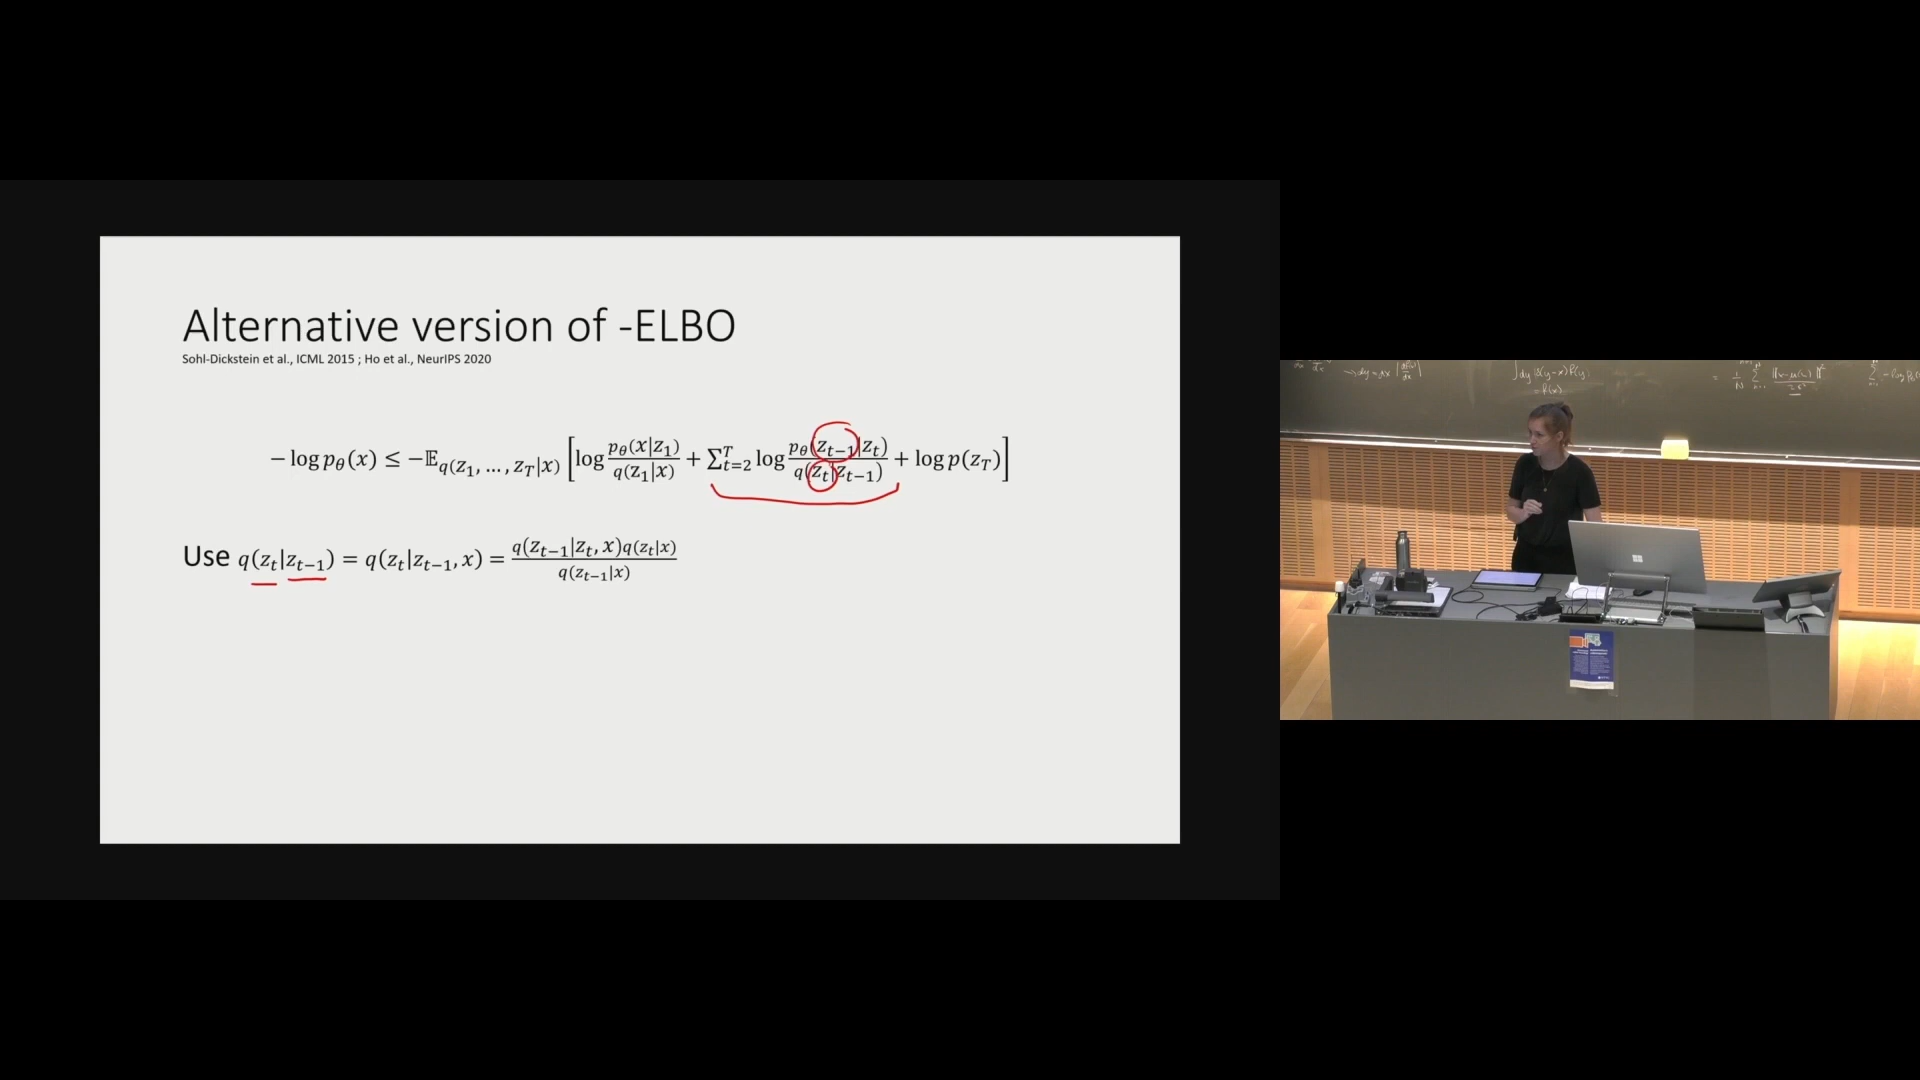 Alternative version of -ELBO
Sohl-Dickstein et al., ICML 2015 ; Ho et al., NeurIPS 2020
− log p_θ(x) ≤ −𝔼_{q(z_1, …, z_T|x)} [log p_θ(x|z_1)/q(z_1|x) + ∑_{t=2}^{T} log p_θ(z_{t−1}|z_t)/q(z_t|z_{t−1}) + log p(z_T)]
Use q(z_t|z_{t−1}) = q(z_t|z_{t−1}, x) = q(z_{t−1}|z_t, x)q(z_t|x)/q(z_{t−1}|x)